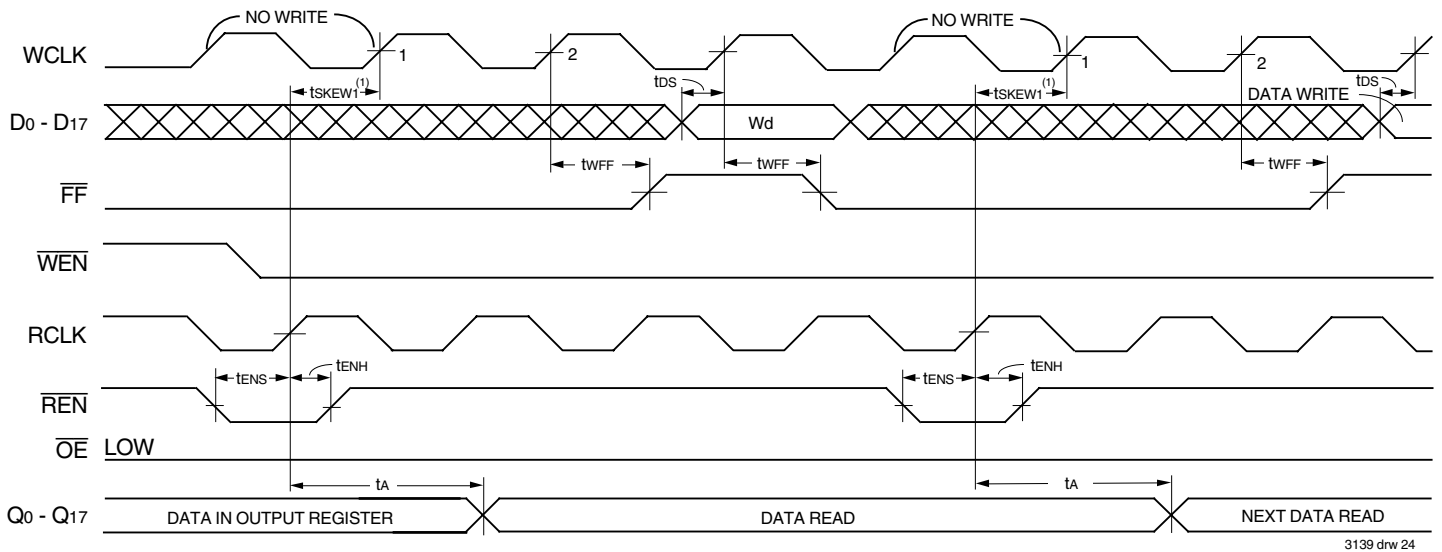 NO WRITE
NO WRITE
WCLK
1
2
1
2
tSKEW1(1)
tDS
tSKEW1(1)
tDS
DATA WRITE
D0 - D17
Wd
tWFF
tWFF
tWFF
FF
WEN
RCLK
tENS
tENH
tENS
tENH
REN
OE LOW
tA
tA
Q0 - Q17
DATA IN OUTPUT REGISTER
DATA READ
NEXT DATA READ
3139 drw 24